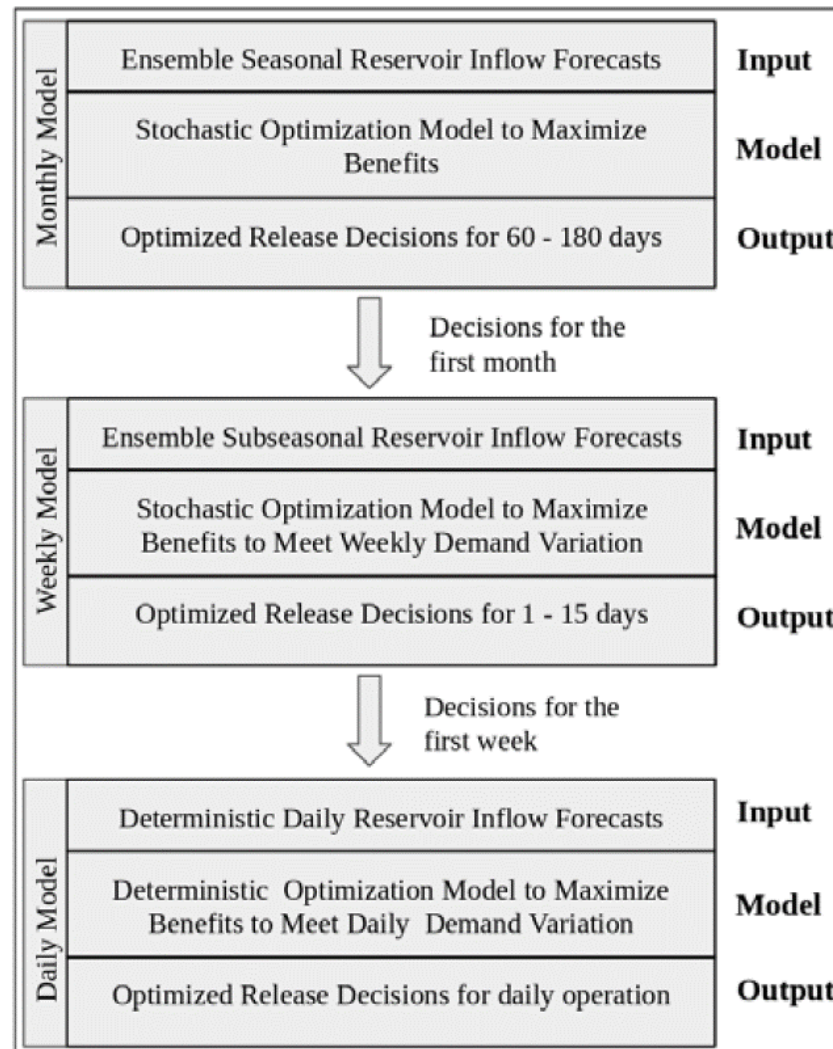 Monthly Model
Ensemble Seasonal Reservoir Inflow Forecasts
Input
Stochastic Optimization Model to Maximize
Benefits
Model
Optimized Release Decisions for 60 - 180 days
Output
Decisions for the
first month
Weekly Model
Ensemble Subseasonal Reservoir Inflow Forecasts
Input
Stochastic Optimization Model to Maximize
Benefits to Meet Weekly Demand Variation
Model
Optimized Release Decisions for 1 - 15 days
Output
Decisions for the
first week
Daily Model
Deterministic Daily Reservoir Inflow Forecasts
Input
Deterministic Optimization Model to Maximize
Benefits to Meet Daily Demand Variation
Model
Optimized Release Decisions for daily operation
Output